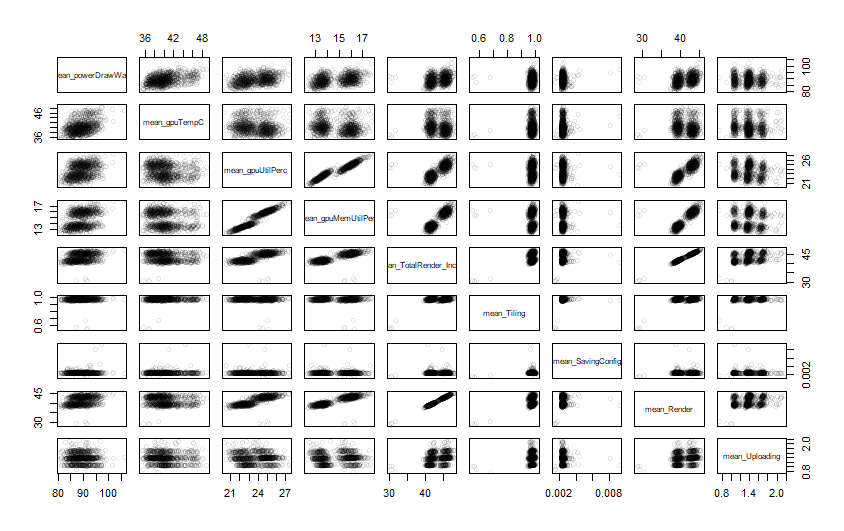 36 42 48 13 15 17 0.6 0.8 1.0 30 40
ean_powerDrawWa
80 100
36 46
mean_gpuTempC
mean_gpuUtilPerc
21 26
13 17
ean_gpuMemUtilPer
an_TotalRender_Inc
30 45
0.6 1.0
mean_Tiling
mean_SavingConfig
0.002
30 45
mean_Render
mean_Uploading
0.8 2.0
80 90 100 21 24 27 30 40 0.002 0.008 0.8 1.4 2.0